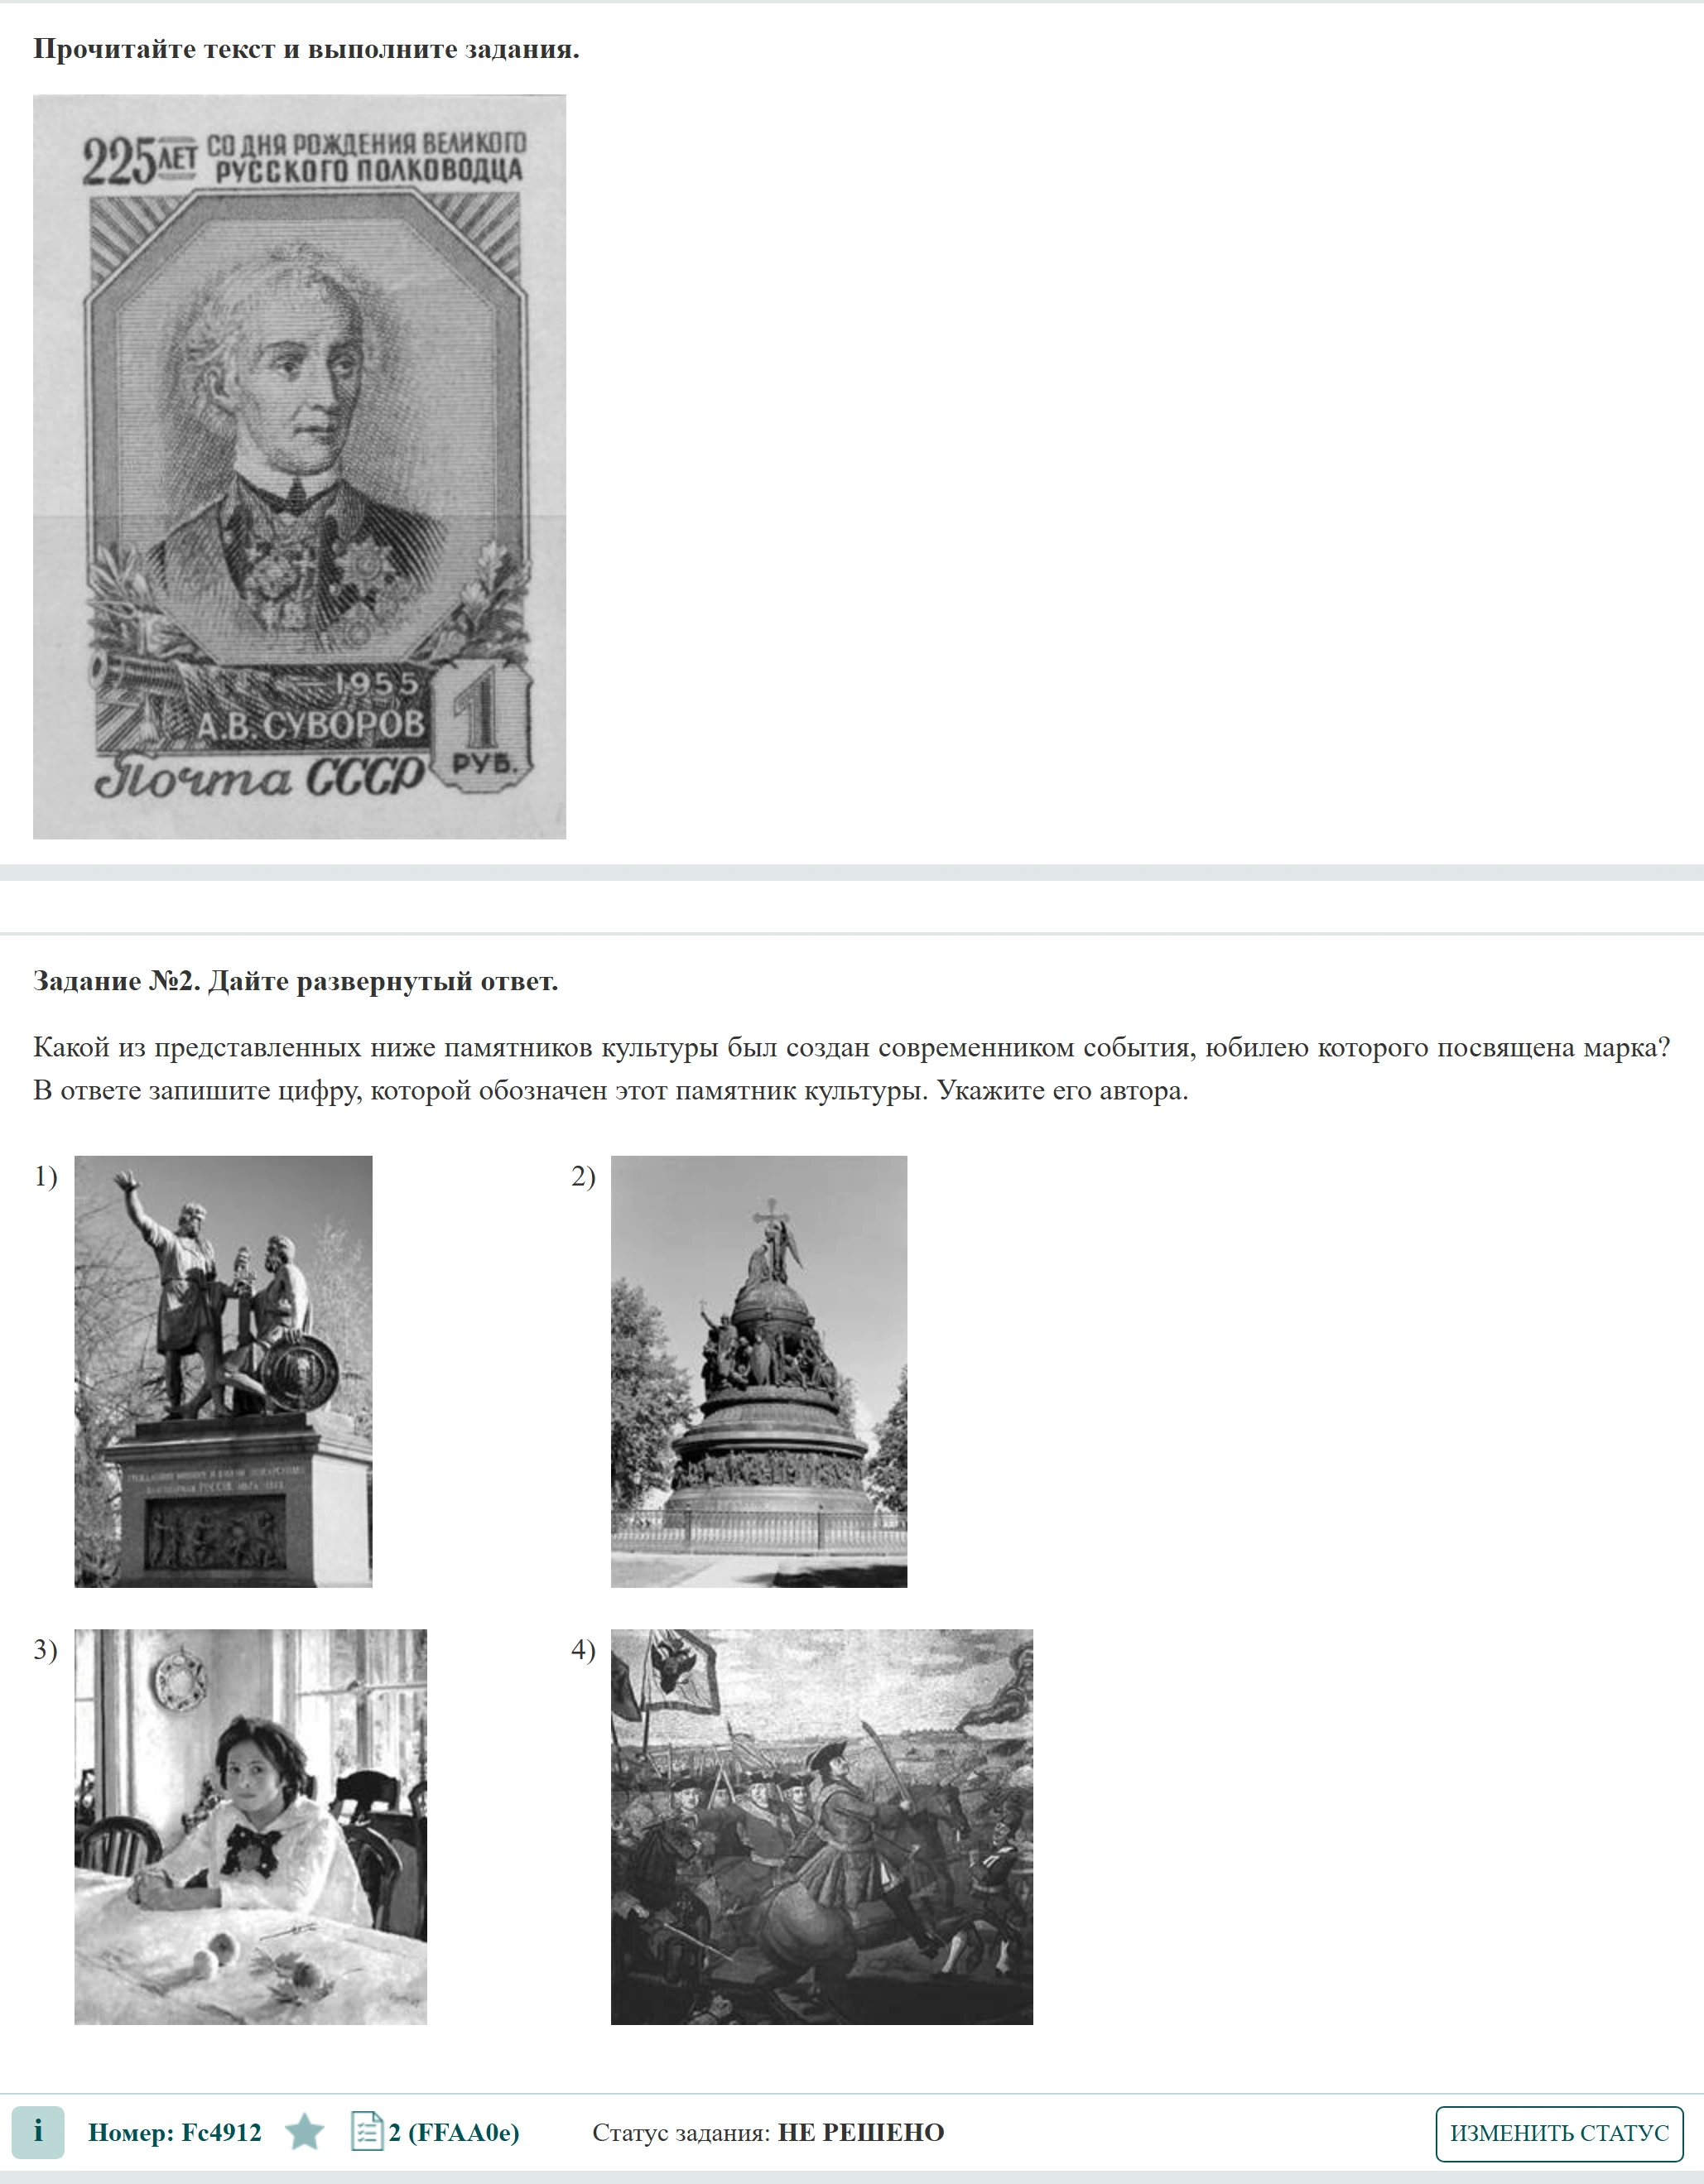 Прочитайте текст и выполните задания.
225 ЛЕТ СО ДНЯ РОЖДЕНИЯ ВЕЛИКОГО
РУССКОГО ПОЛКОВОДЦА
1955
А.В. СУВОРОВ
1
РУБ.
Почта СССР
Задание №2. Дайте развернутый ответ.
Какой из представленных ниже памятников культуры был создан современником события, юбилею которого посвящена марка?
В ответе запишите цифру, которой обозначен этот памятник культуры. Укажите его автора.
1)
2)
3)
4)
i Номер: Fc4912 2 (FFAA0e) Статус задания: НЕ РЕШЕНО ИЗМЕНИТЬ СТАТУС